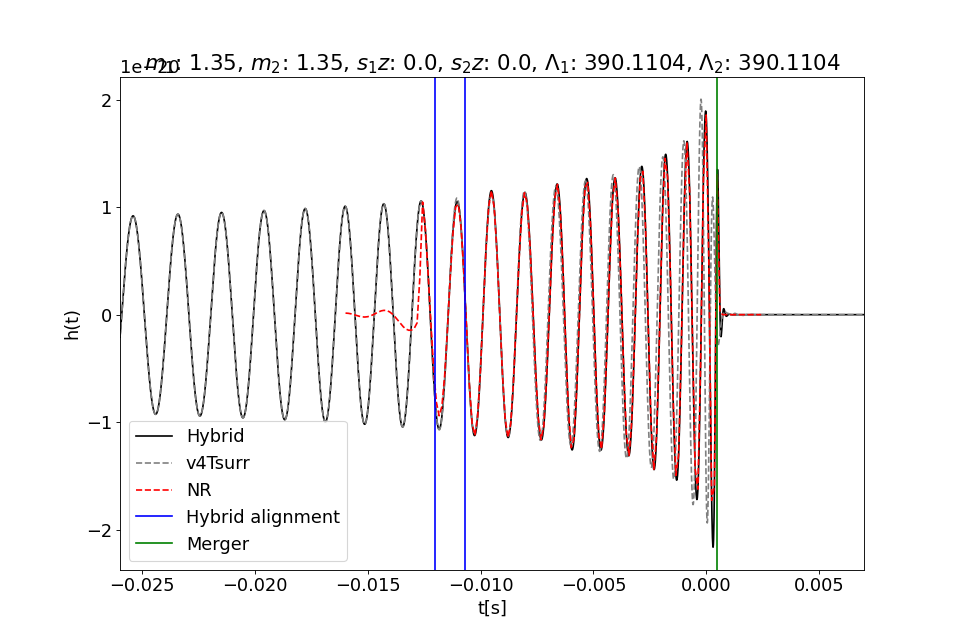 1e−20
m₁: 1.35, m₂: 1.35, s₁z: 0.0, s₂z: 0.0, Λ₁: 390.1104, Λ₂: 390.1104
2
1
0
−1
−2
h(t)
Hybrid
v4Tsurr
NR
Hybrid alignment
Merger
−0.025 −0.020 −0.015 −0.010 −0.005 0.000 0.005
t[s]